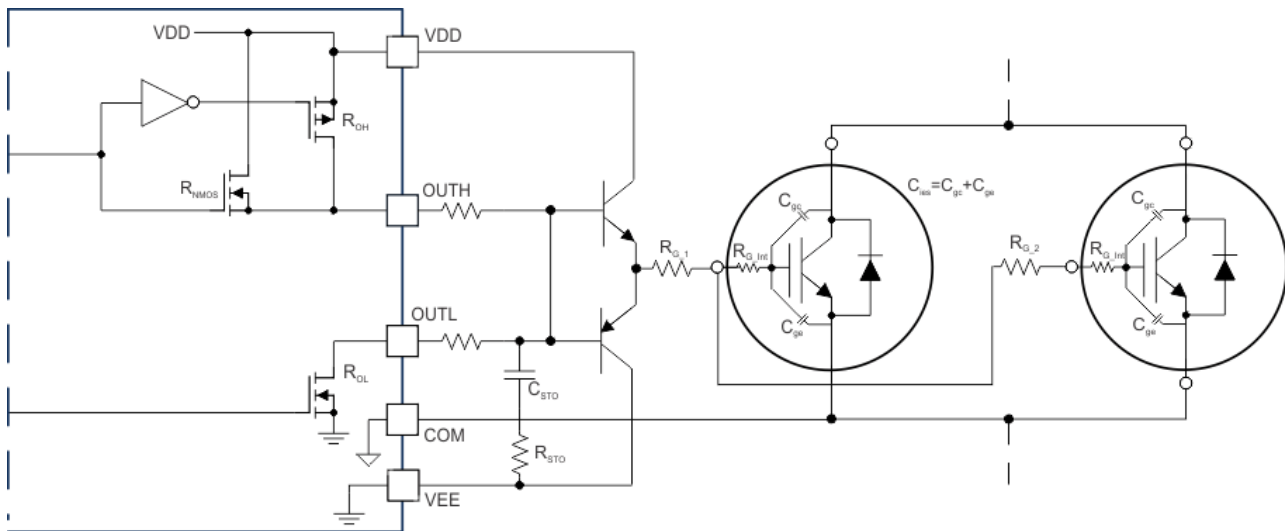 VDD
VDD
R_OH
R_NMOS
OUTH
OUTL
R_OL
C_STO
COM
R_STO
VEE
R_G_1
R_G_Int
C_gc
C_ge
C_ies=C_gc+C_ge
R_G_2
R_G_Int
C_gc
C_ge